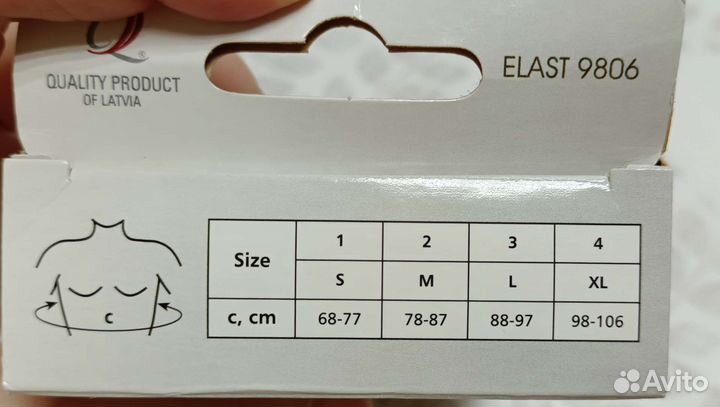 QUALITY PRODUCT
OF LATVIA
ELAST 9806
Size 1 2 3 4
S M L XL
c, cm 68-77 78-87 88-97 98-106
c
Avito